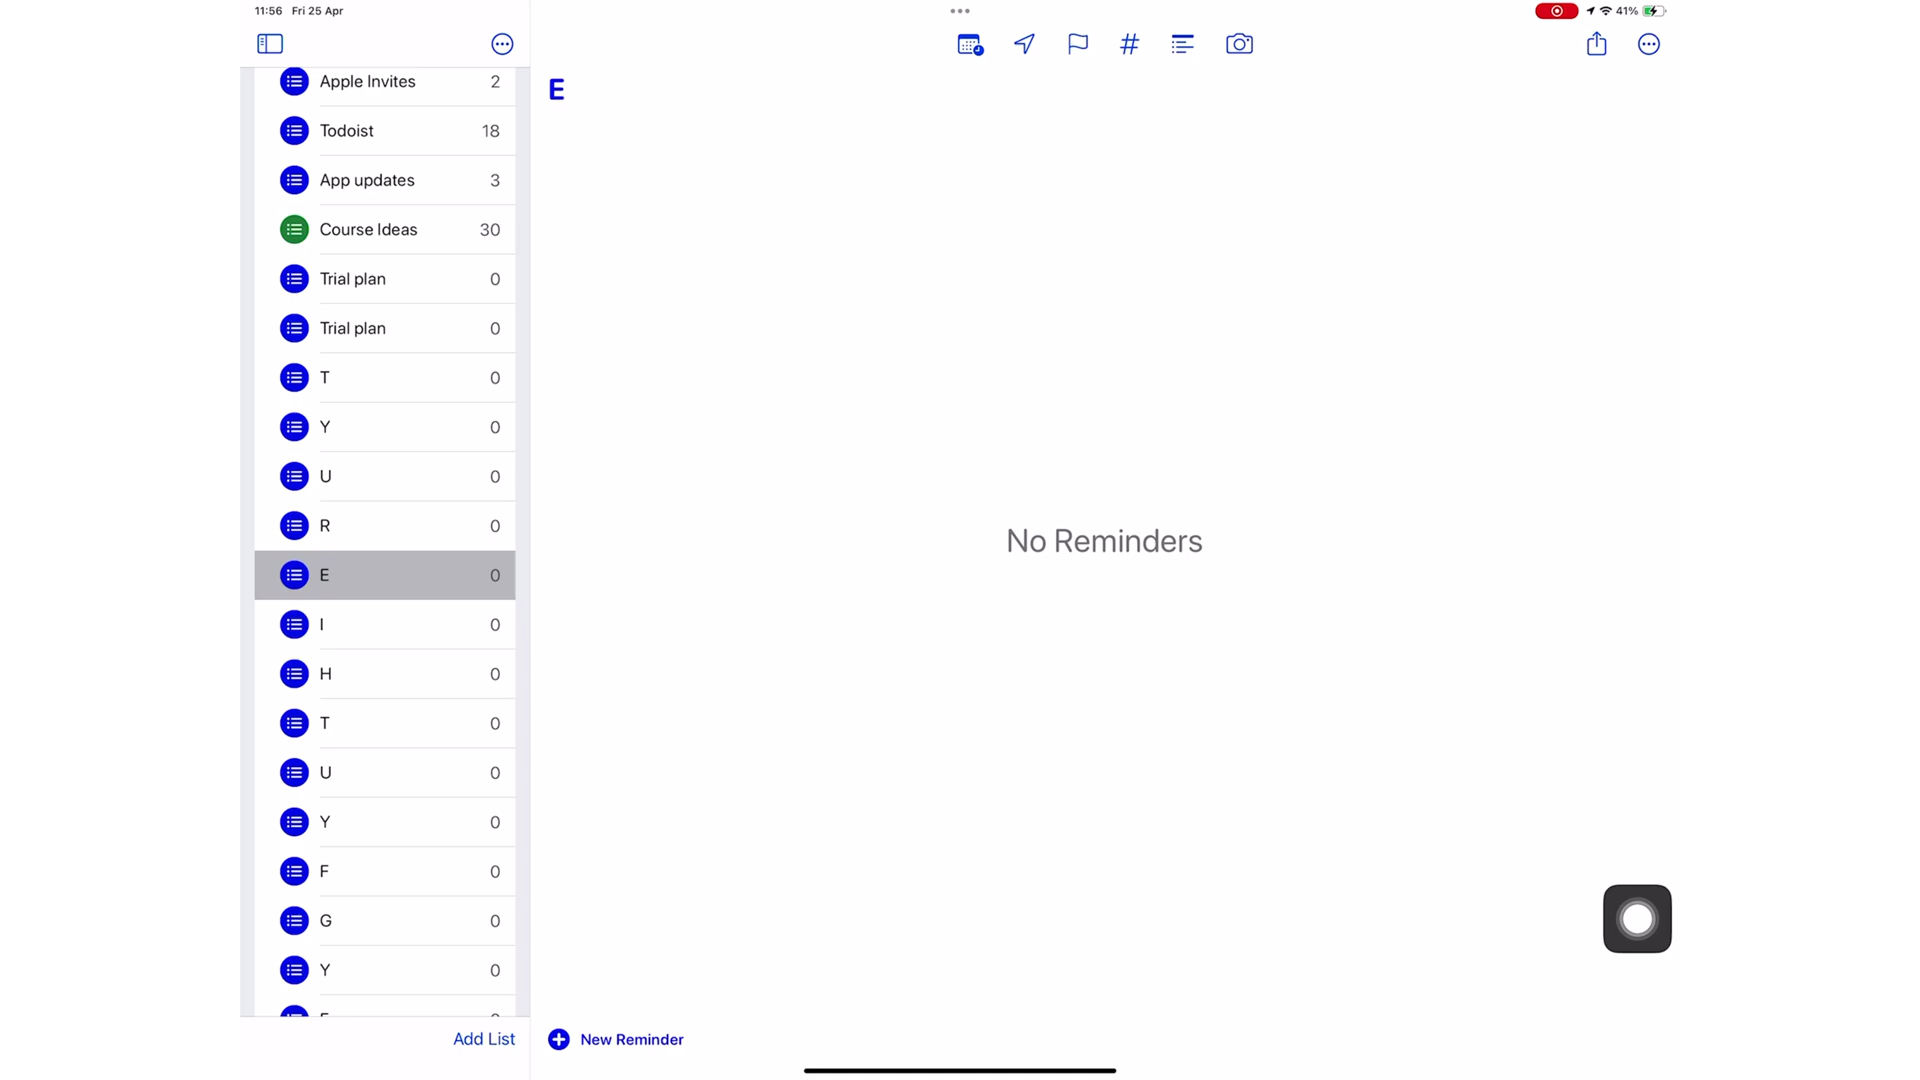 11:56 Fri 25 Apr
41%
Apple Invites 2
Todoist 18
App updates 3
Course Ideas 30
Trial plan 0
Trial plan 0
T 0
Y 0
U 0
R 0
E 0
I 0
H 0
T 0
U 0
Y 0
F 0
G 0
Y 0
Add List
E
No Reminders
New Reminder